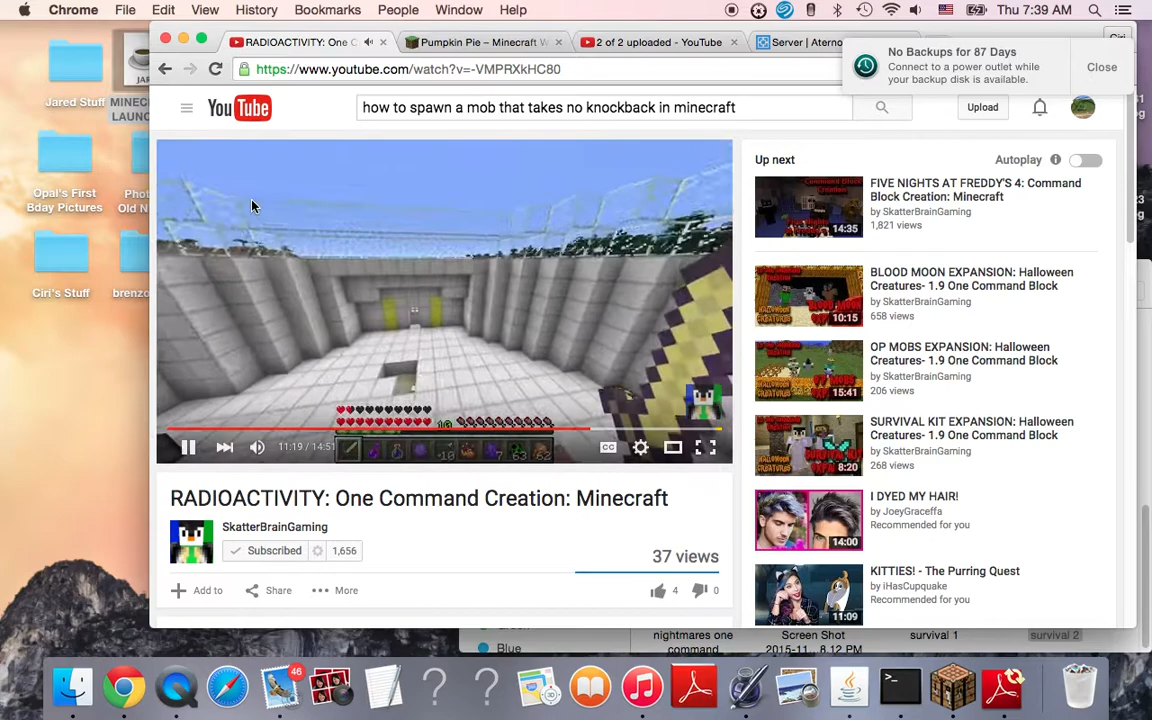 Chrome File Edit View History Bookmarks People Window Help Thu 7:39 AM
RADIOACTIVITY: One C Pumpkin Pie – Minecraft W 2 of 2 uploaded - YouTube Server | Aterno Ciri
https://www.youtube.com/watch?v=-VMPRXkHC80
No Backups for 87 Days
Connect to a power outlet while
your backup disk is available.
Close
YouTube
how to spawn a mob that takes no knockback in minecraft
Upload
Jared Stuff
MINEC
LAUNC
Opal's First
Bday Pictures
Pho
Old N
Ciri's Stuff
brenzo
Up next
Autoplay
FIVE NIGHTS AT FREDDY'S 4: Command
Block Creation: Minecraft
by SkatterBrainGaming
1,821 views
14:35
BLOOD MOON EXPANSION: Halloween
Creatures- 1.9 One Command Block
by SkatterBrainGaming
658 views
10:15
OP MOBS EXPANSION: Halloween
Creatures- 1.9 One Command Block
by SkatterBrainGaming
206 views
15:41
SURVIVAL KIT EXPANSION: Halloween
Creatures- 1.9 One Command Block
by SkatterBrainGaming
268 views
8:20
I DYED MY HAIR!
by JoeyGraceffa
Recommended for you
14:00
KITTIES! - The Purring Quest
by iHasCupquake
Recommended for you
11:09
11:19 / 14:51
CC
RADIOACTIVITY: One Command Creation: Minecraft
SkatterBrainGaming
Subscribed 1,656
37 views
Add to Share More 4 0
Blue
nightmares one
command
Screen Shot
2015-11... 8.12 PM
survival 1
survival 2
46